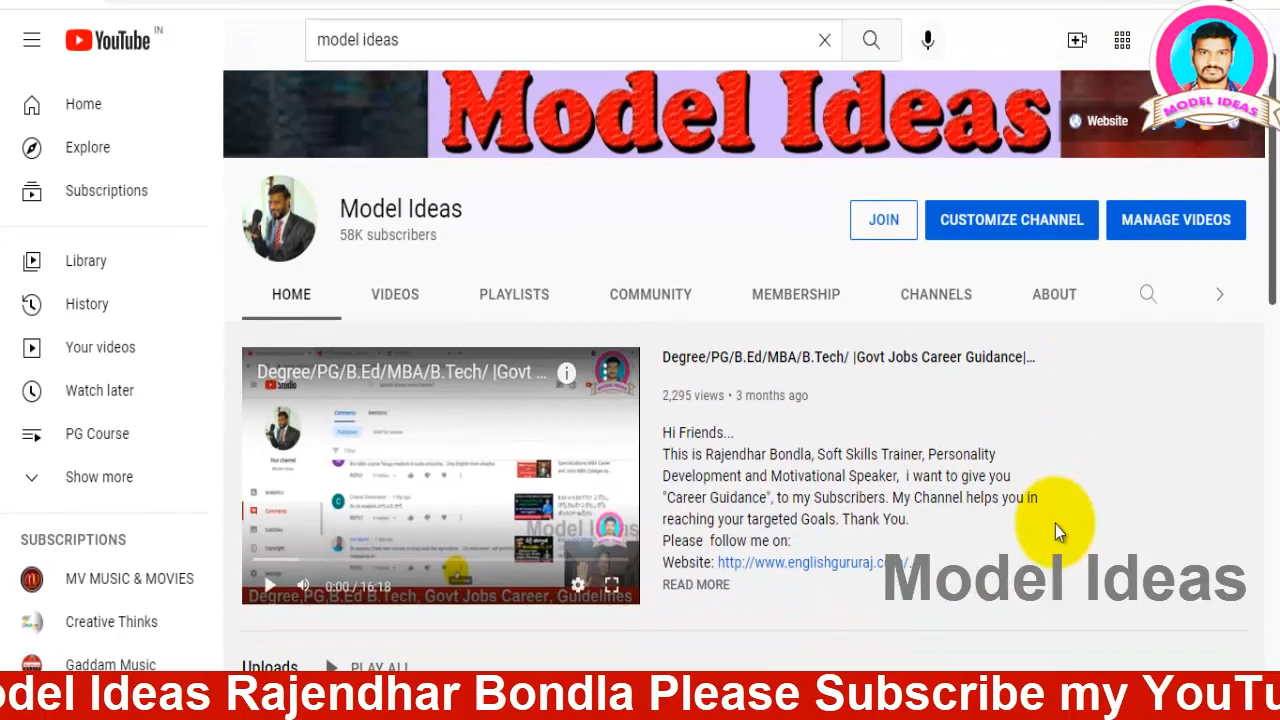 YouTube IN
model ideas
MODEL IDEAS
Model Ideas
Website
Home
Explore
Subscriptions
Library
History
Your videos
Watch later
PG Course
Show more
SUBSCRIPTIONS
MV MUSIC & MOVIES
Creative Thinks
Gaddam Music
Model Ideas
58K subscribers
JOIN
CUSTOMIZE CHANNEL
MANAGE VIDEOS
HOME VIDEOS PLAYLISTS COMMUNITY MEMBERSHIP CHANNELS ABOUT
Degree/PG/B.Ed/MBA/B.Tech/ |Govt ...
Comments
0:00 / 16:18
Degree,PG,B.Ed B.Tech, Govt Jobs Career, Guidelines
Degree/PG/B.Ed/MBA/B.Tech/ |Govt Jobs Career Guidance|...
2,295 views • 3 months ago
Hi Friends...
This is Rajendhar Bondla, Soft Skills Trainer, Personality
Development and Motivational Speaker, i want to give you
"Career Guidance", to my Subscribers. My Channel helps you in
reaching your targeted Goals. Thank You.
Please follow me on:
Website: http://www.englishgururaj.com/...
READ MORE
Model Ideas
Uploads PLAY ALL
odel Ideas Rajendhar Bondla Please Subscribe my YouTu